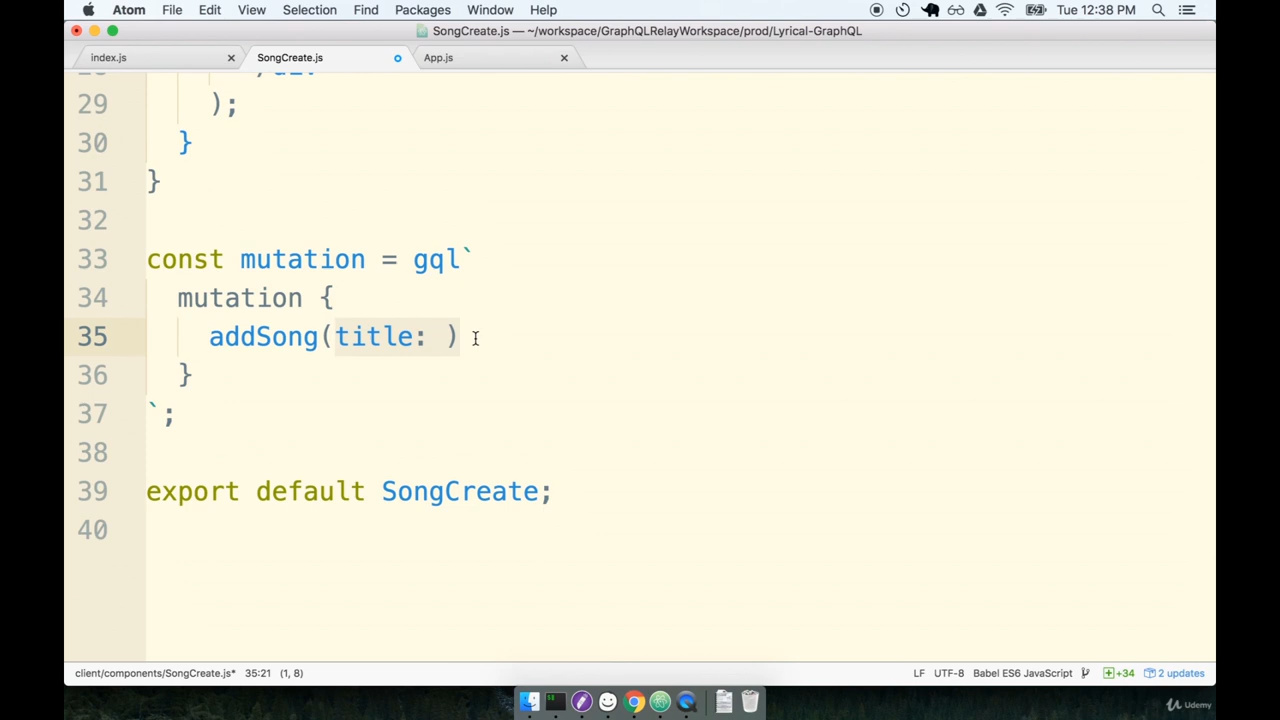 Atom File Edit View Selection Find Packages Window Help Tue 12:38 PM
SongCreate.js — ~/workspace/GraphQLRelayWorkspace/prod/Lyrical-GraphQL
index.js SongCreate.js App.js
29 );
30 }
31 }
32
33 const mutation = gql`
34 mutation {
35 addSong(title: )
36 }
37 `;
38
39 export default SongCreate;
40
client/components/SongCreate.js* 35:21 (1, 8) LF UTF-8 Babel ES6 JavaScript +34 2 updates
Udemy